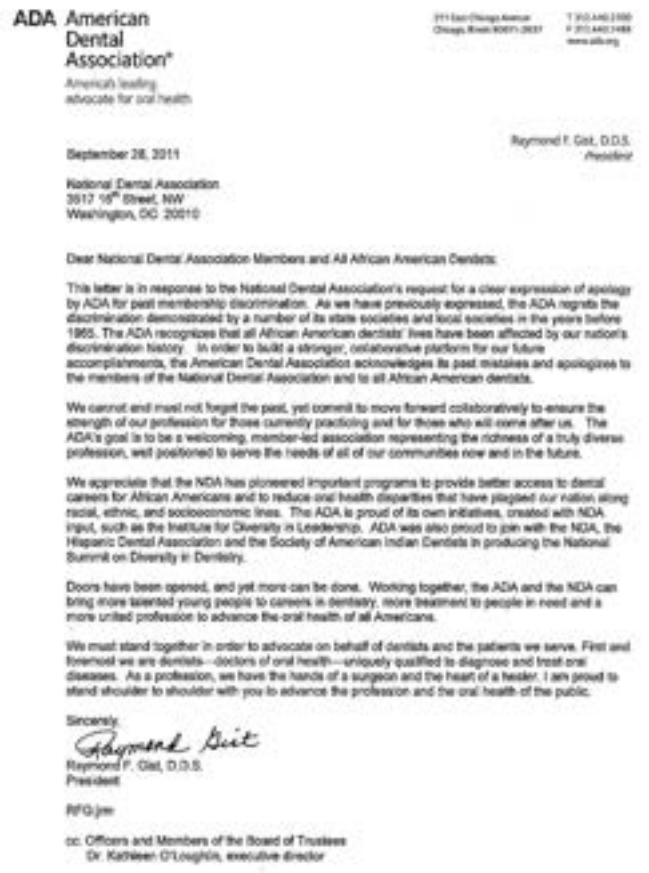 ADA American
Dental
Association®
America's leading
advocate for oral health
211 East Chicago Avenue
Chicago, Illinois 60611-2637
T 312.440.2500
F 312.440.7488
www.ada.org
Raymond F. Gist, D.D.S.
President
September 28, 2011
National Dental Association
3517 16th Street, NW
Washington, DC 20010
Dear National Dental Association Members and All African American Dentists:
This letter is in response to the National Dental Association's request for a clear expression of apology
by ADA for past membership discrimination. As we have previously expressed, the ADA regrets the
discrimination demonstrated by a number of its state societies and local societies in the years before
1965. The ADA recognizes that all African American dentists' lives have been affected by our nation's
discrimination history. In order to build a stronger, collaborative platform for our future
accomplishments, the American Dental Association acknowledges its past mistakes and apologizes to
the members of the National Dental Association and to all African American dentists.
We cannot and must not forget the past, yet commit to move forward collaboratively to ensure the
strength of our profession for those currently practicing and for those who will come after us. The
ADA's goal is to be a welcoming, member-led association representing the richness of a truly diverse
profession, well positioned to serve the needs of all of our communities now and in the future.
We appreciate that the NDA has pioneered important programs to provide better access to dental
careers for African Americans and to reduce oral health disparities that have plagued our nation along
racial, ethnic, and socioeconomic lines. The ADA is proud of its own initiatives, created with NDA
input, such as the Institute for Diversity in Leadership. ADA was also proud to join with the NDA, the
Hispanic Dental Association and the Society of American Indian Dentists in producing the National
Summit on Diversity in Dentistry.
Doors have been opened, and yet more can be done. Working together, the ADA and the NDA can
bring more talented young people to careers in dentistry, more treatment to people in need and a
more united profession to advance the oral health of all Americans.
We must stand together in order to advocate on behalf of dentists and the patients we serve. First and
foremost we are dentists—doctors of oral health—uniquely qualified to diagnose and treat oral
diseases. As a profession, we have the hands of a surgeon and the heart of a healer. I am proud to
stand shoulder to shoulder with you to advance the profession and the oral health of the public.
Sincerely,
Raymond Gist
Raymond F. Gist, D.D.S.
President
RFG:jmr
cc: Officers and Members of the Board of Trustees
Dr. Kathleen O'Loughlin, executive director